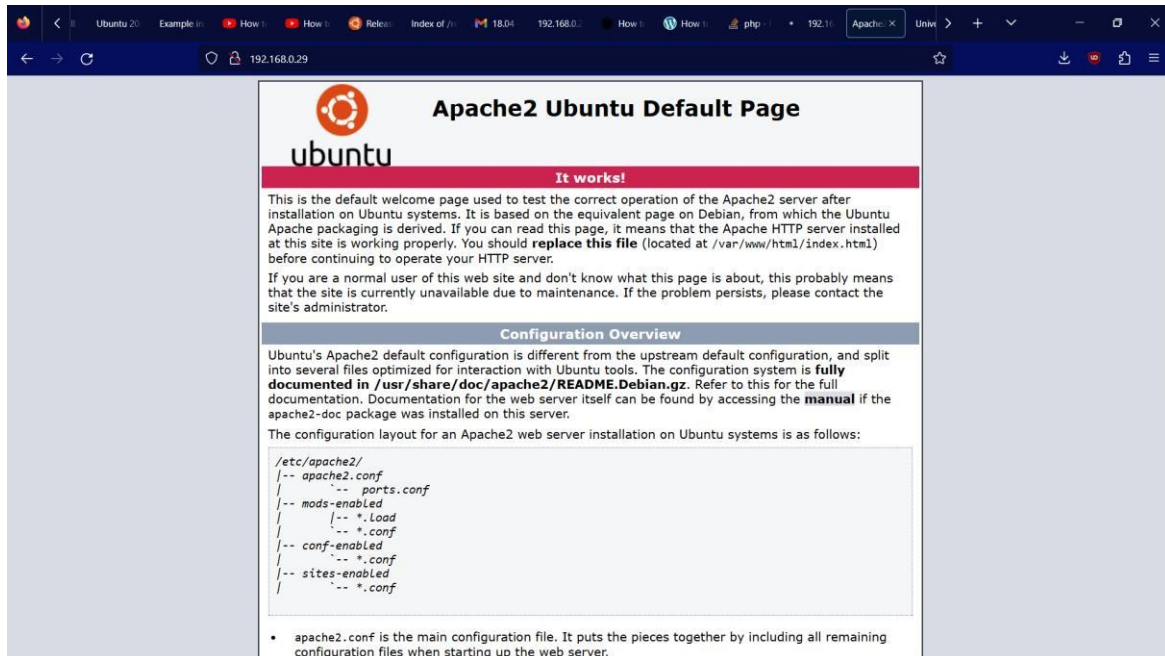 Ubuntu 20 Example in How t How t Releas Index of /r 18.04 192.168.0. How t How t php - 192.16 Apache2 Univ
192.168.0.29
Apache2 Ubuntu Default Page
ubuntu
It works!
This is the default welcome page used to test the correct operation of the Apache2 server after
installation on Ubuntu systems. It is based on the equivalent page on Debian, from which the Ubuntu
Apache packaging is derived. If you can read this page, it means that the Apache HTTP server installed
at this site is working properly. You should replace this file (located at /var/www/html/index.html)
before continuing to operate your HTTP server.
If you are a normal user of this web site and don't know what this page is about, this probably means
that the site is currently unavailable due to maintenance. If the problem persists, please contact the
site's administrator.
Configuration Overview
Ubuntu's Apache2 default configuration is different from the upstream default configuration, and split
into several files optimized for interaction with Ubuntu tools. The configuration system is fully
documented in /usr/share/doc/apache2/README.Debian.gz. Refer to this for the full
documentation. Documentation for the web server itself can be found by accessing the manual if the
apache2-doc package was installed on this server.
The configuration layout for an Apache2 web server installation on Ubuntu systems is as follows:
/etc/apache2/
|-- apache2.conf
|       `--  ports.conf
|-- mods-enabled
|       |-- *.load
|       `-- *.conf
|-- conf-enabled
|       `-- *.conf
|-- sites-enabled
|       `-- *.conf
• apache2.conf is the main configuration file. It puts the pieces together by including all remaining
configuration files when starting up the web server.